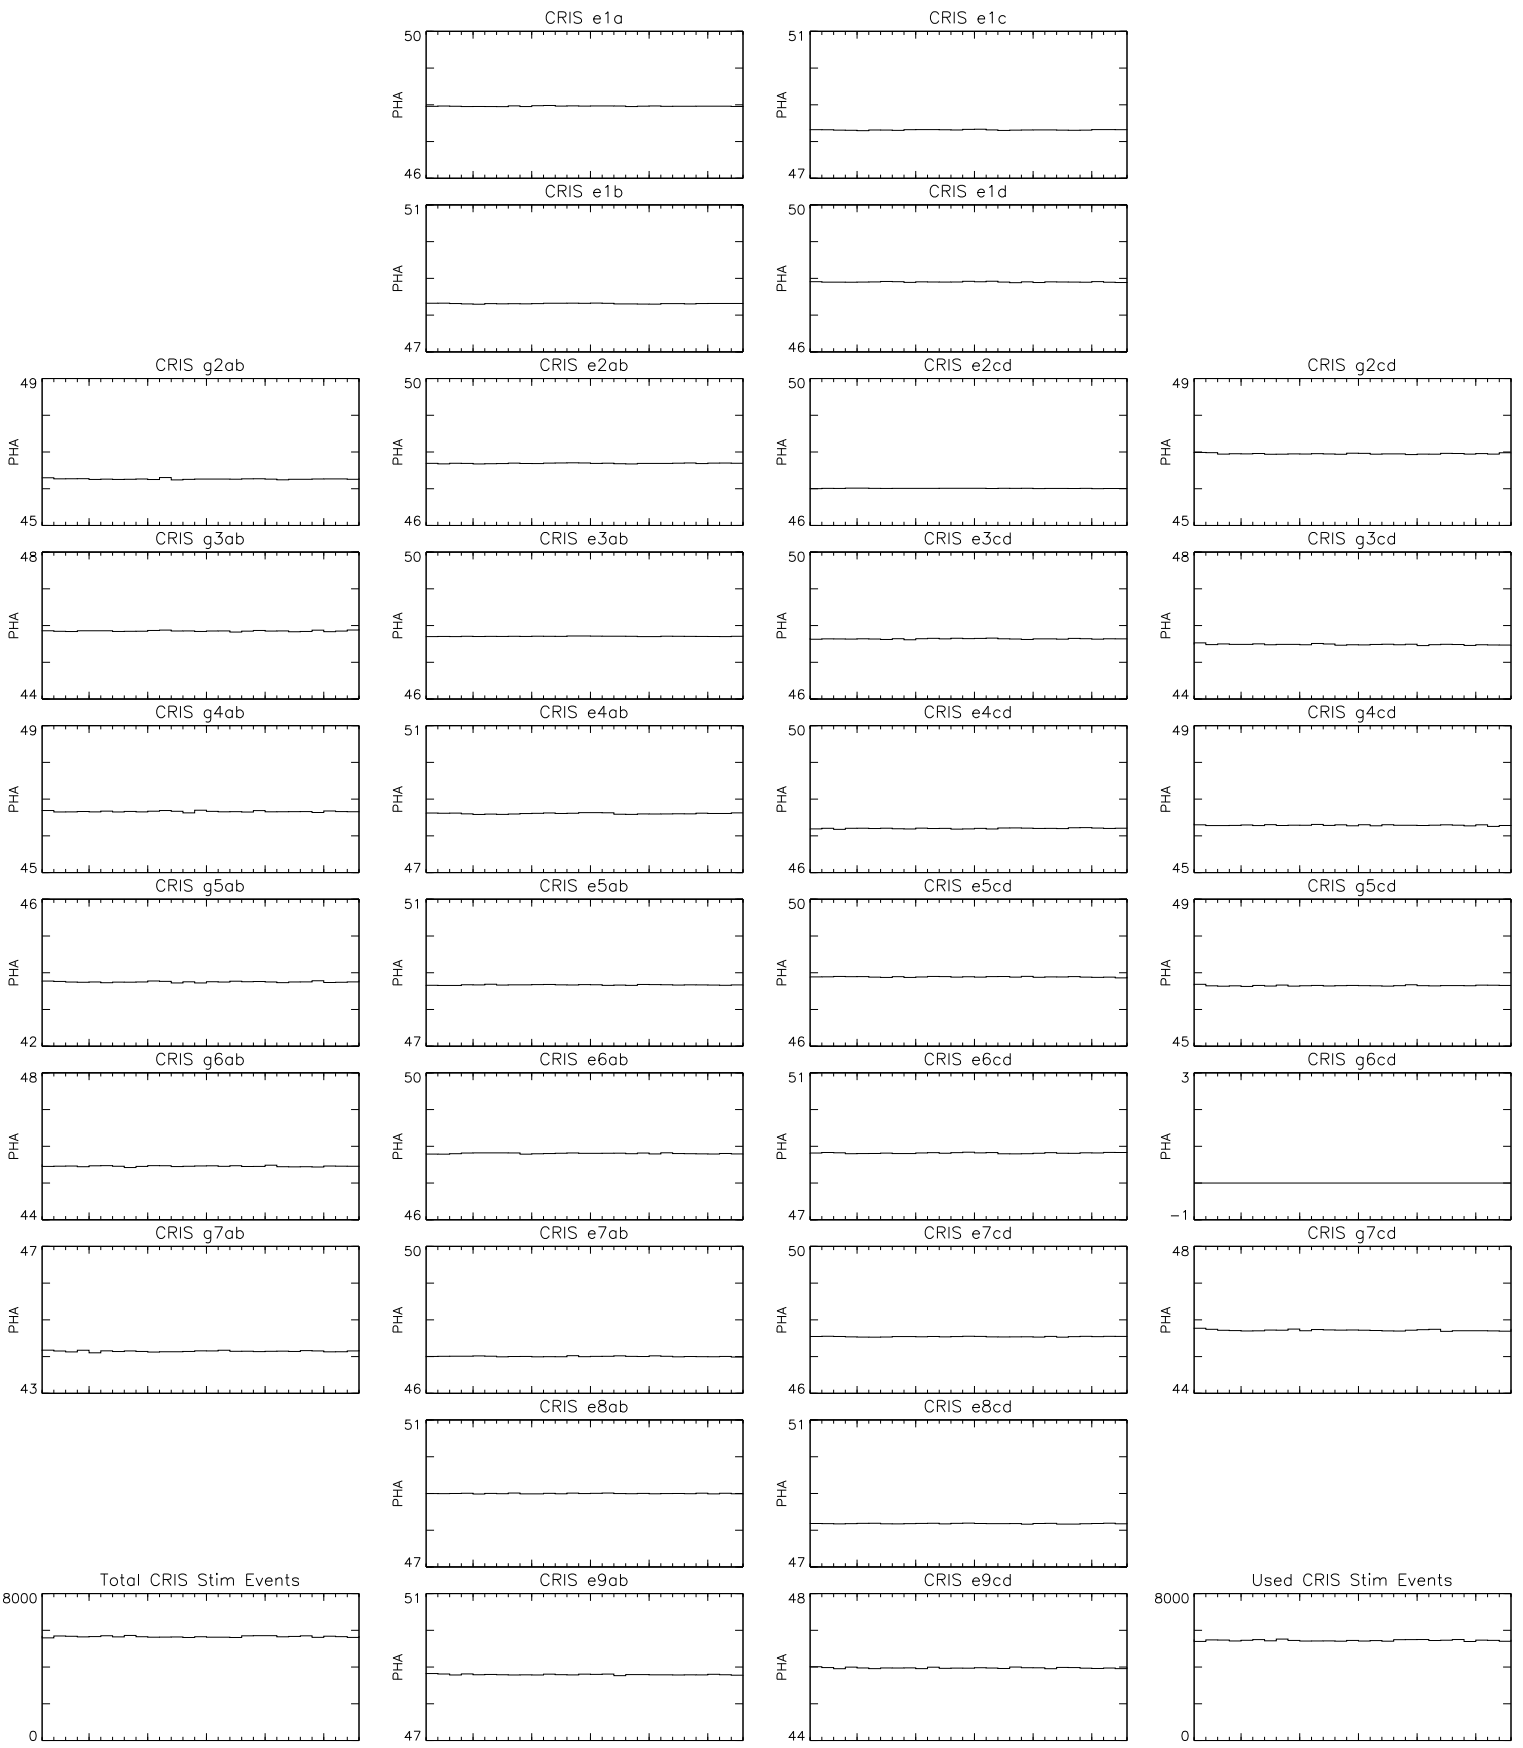 CRIS e1a
CRIS e1c
50
PHA
46
51
PHA
47
CRIS e1b
CRIS e1d
51
PHA
47
50
PHA
46
CRIS g2ab
CRIS e2ab
CRIS e2cd
CRIS g2cd
49
PHA
45
50
PHA
46
50
PHA
46
49
PHA
45
CRIS g3ab
CRIS e3ab
CRIS e3cd
CRIS g3cd
48
PHA
44
50
PHA
46
50
PHA
46
48
PHA
44
CRIS g4ab
CRIS e4ab
CRIS e4cd
CRIS g4cd
49
PHA
45
51
PHA
47
50
PHA
46
49
PHA
45
CRIS g5ab
CRIS e5ab
CRIS e5cd
CRIS g5cd
46
PHA
42
51
PHA
47
50
PHA
46
49
PHA
45
CRIS g6ab
CRIS e6ab
CRIS e6cd
CRIS g6cd
48
PHA
44
50
PHA
46
51
PHA
47
3
PHA
-1
CRIS g7ab
CRIS e7ab
CRIS e7cd
CRIS g7cd
47
PHA
43
50
PHA
46
50
PHA
46
48
PHA
44
CRIS e8ab
CRIS e8cd
51
PHA
47
51
PHA
47
Total CRIS Stim Events
CRIS e9ab
CRIS e9cd
Used CRIS Stim Events
8000
0
51
PHA
47
48
PHA
44
8000
0